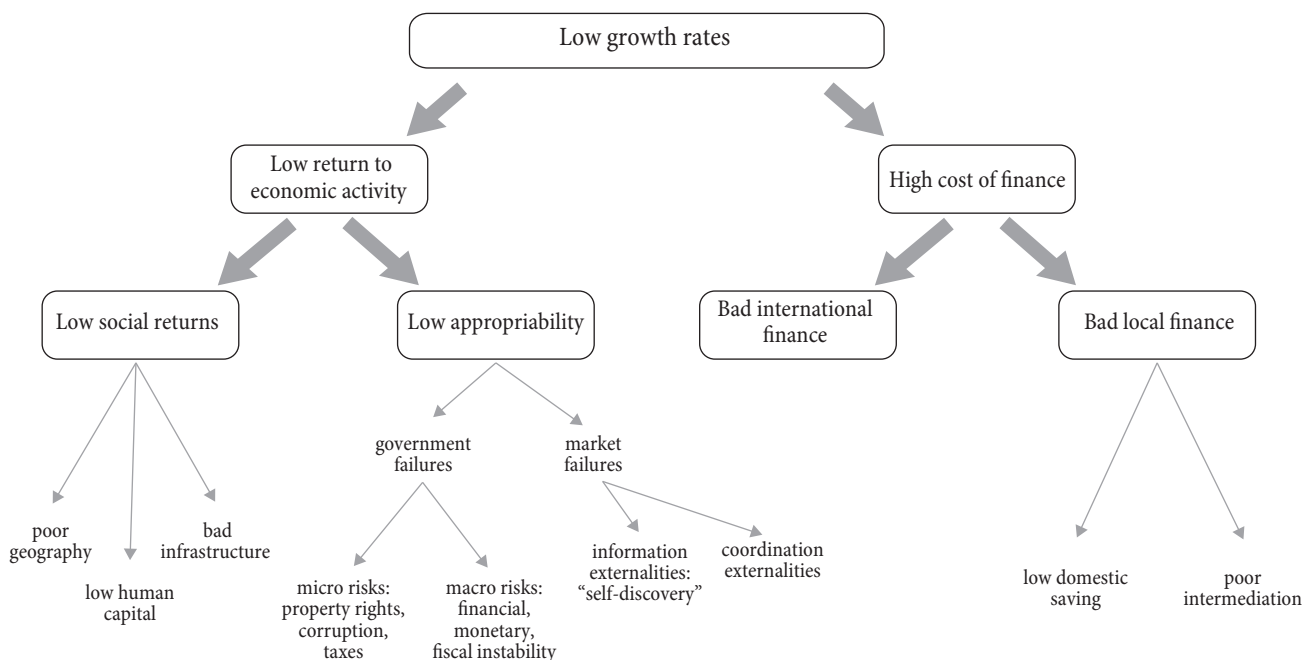 Low growth rates
Low return to
economic activity
High cost of finance
Low social returns
Low appropriability
Bad international
finance
Bad local finance
government
failures
market
failures
poor
geography
low human
capital
bad
infrastructure
micro risks:
property rights,
corruption,
taxes
macro risks:
financial,
monetary,
fiscal instability
information
externalities:
“self-discovery”
coordination
externalities
low domestic
saving
poor
intermediation